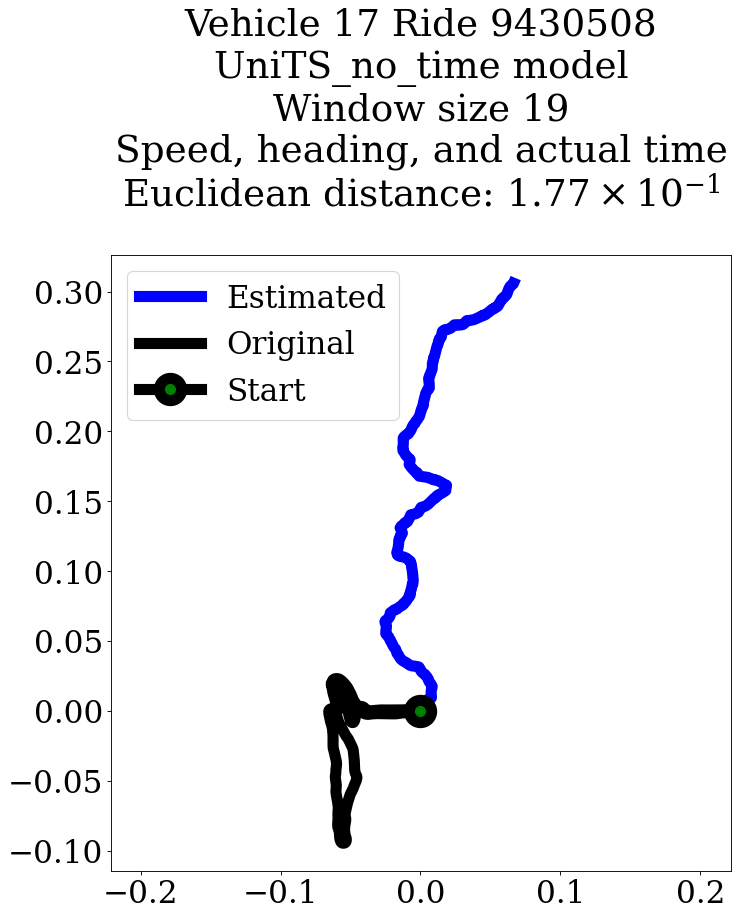 Vehicle 17 Ride 9430508
UniTS_no_time model
Window size 19
Speed, heading, and actual time
Euclidean distance: 1.77 × 10⁻¹
Estimated
Original
Start
0.30
0.25
0.20
0.15
0.10
0.05
0.00
−0.05
−0.10
−0.2 −0.1 0.0 0.1 0.2